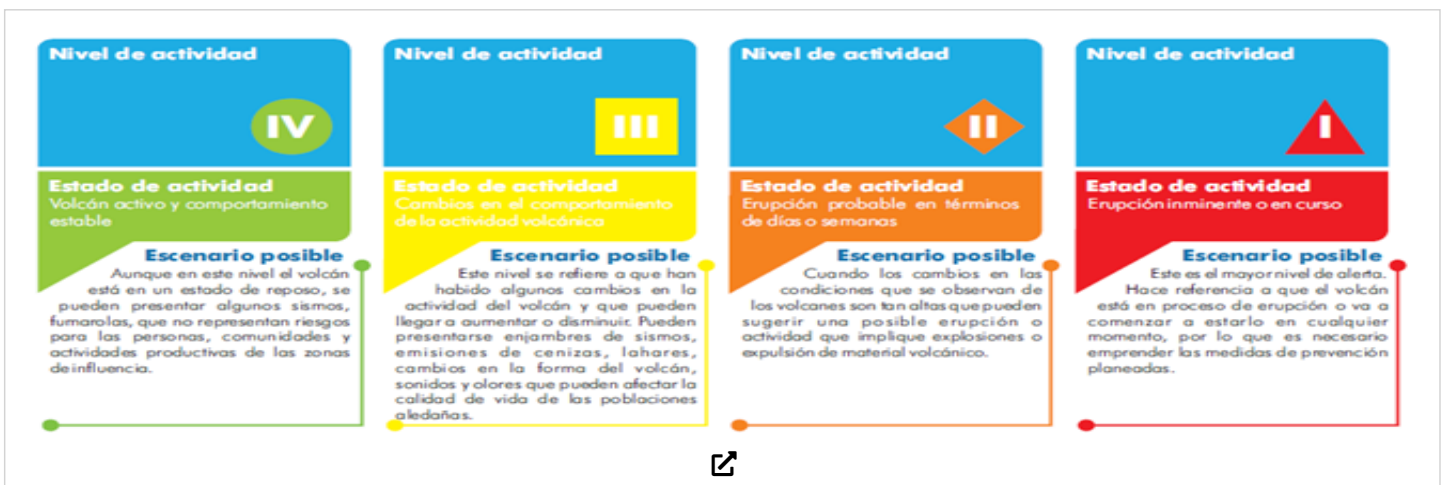 Nivel de actividad
IV
Estado de actividad
Volcán activo y comportamiento
estable
Escenario posible
Aunque en este nivel el volcán
está en un estado de reposo, se
pueden presentar algunos sismos,
fumarolas, que no representan riesgos
para las personas, comunidades y
actividades productivas de las zonas
de influencia.
Nivel de actividad
III
Estado de actividad
Cambios en el comportamiento
de la actividad volcánica
Escenario posible
Este nivel se refiere a que han
habido algunos cambios en la
actividad del volcán y que pueden
llegar a aumentar o disminuir. Pueden
presentarse enjambres de sismos,
emisiones de cenizas, lahares,
cambios en la forma del volcán,
sonidos y olores que pueden afectar la
calidad de vida de las poblaciones
aledañas.
Nivel de actividad
II
Estado de actividad
Erupción probable en términos
de días o semanas
Escenario posible
Cuando los cambios en las
condiciones que se observan de
los volcanes son tan altas que pueden
sugerir una posible erupción o
actividad que implique explosiones o
expulsión de material volcánico.
Nivel de actividad
I
Estado de actividad
Erupción inminente o en curso
Escenario posible
Este es el mayor nivel de alerta.
Hace referencia a que el volcán
está en proceso de erupción o va a
comenzar a estarlo en cualquier
momento, por lo que es necesario
emprender las medidas de prevención
planeadas.